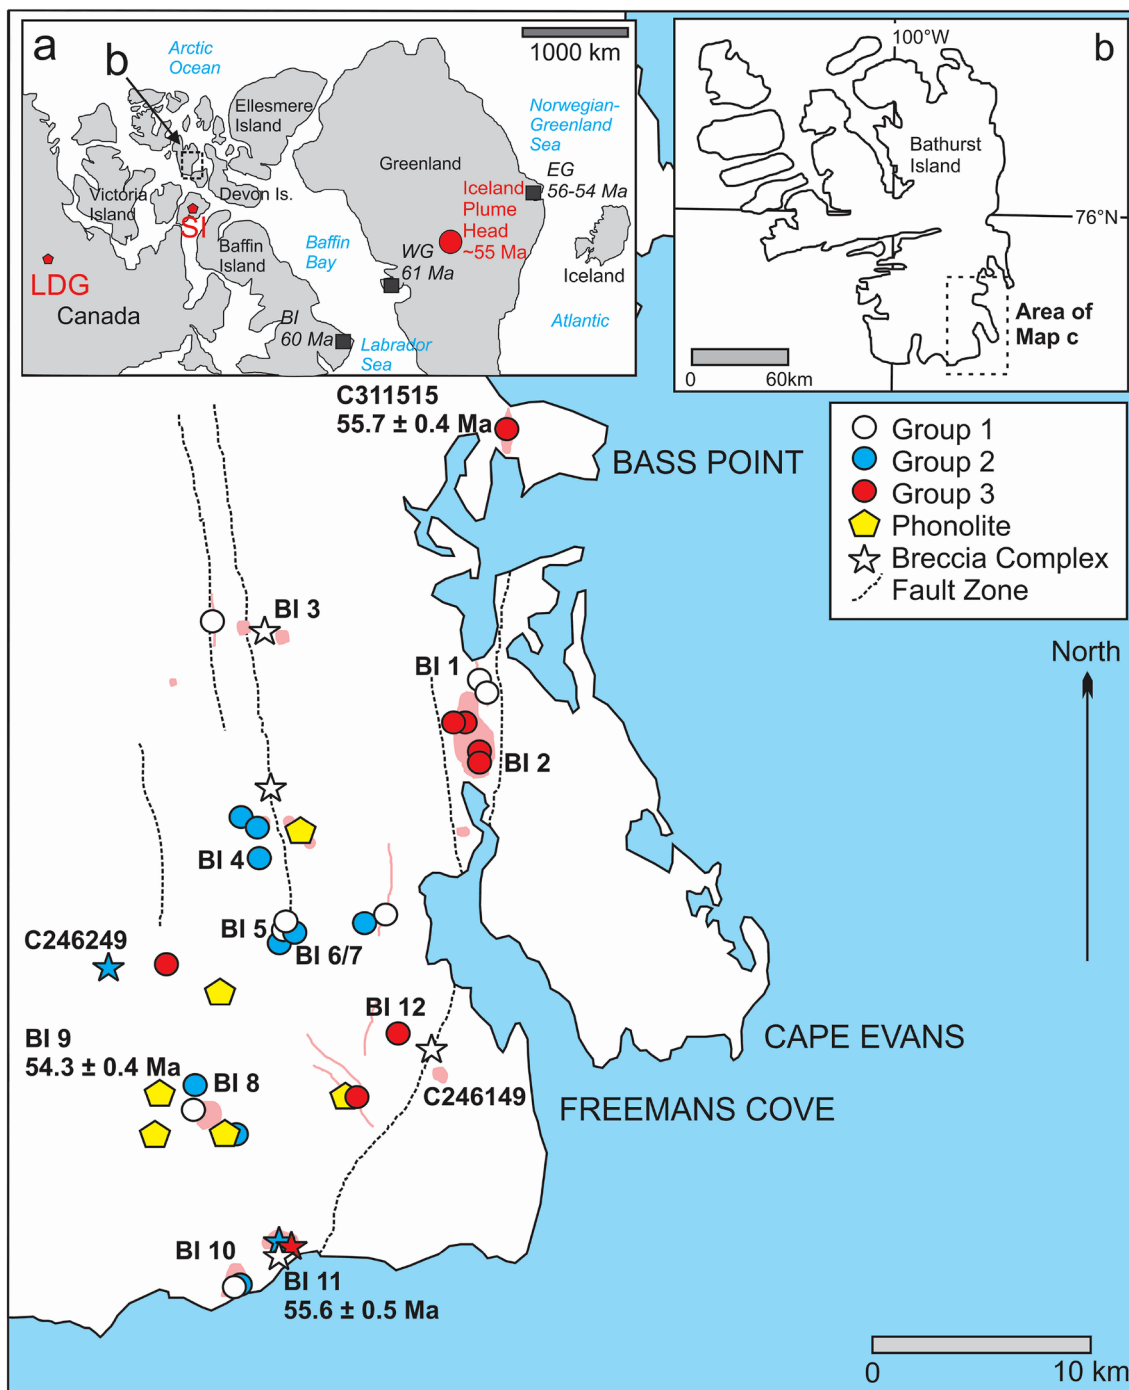 a
b
Arctic
Ocean
1000 km
Ellesmere
Island
Norwegian-
Greenland
Sea
Greenland
EG
56-54 Ma
Victoria
Island
Devon Is.
SI
Iceland
Plume
Head
~55 Ma
Baffin
Island
Baffin
Bay
WG
61 Ma
Iceland
LDG
Canada
BI
60 Ma
Labrador
Sea
Atlantic
100°W
b
Bathurst
Island
76°N
Area of
Map c
0
60km
C311515
55.7 ± 0.4 Ma
BASS POINT
Group 1
Group 2
Group 3
Phonolite
Breccia Complex
Fault Zone
North
BI 3
BI 1
BI 2
BI 4
BI 5
BI 6/7
C246249
BI 12
BI 9
54.3 ± 0.4 Ma
BI 8
C246149
CAPE EVANS
FREEMANS COVE
BI 10
BI 11
55.6 ± 0.5 Ma
0
10 km